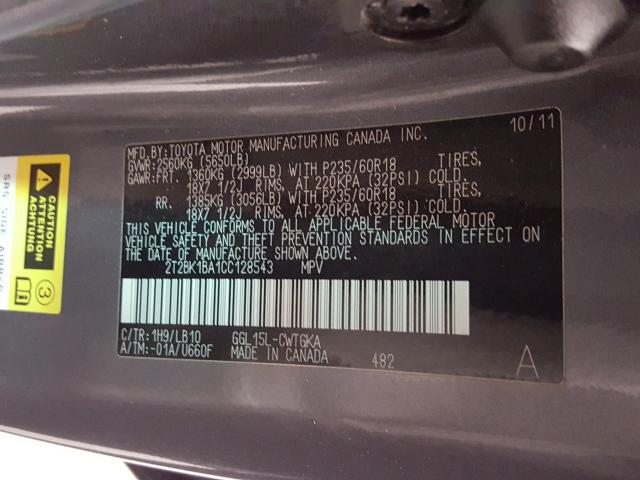 MFD.BY:TOYOTA MOTOR MANUFACTURING CANADA INC. 10/11
GVWR:2560KG (5650LB)
GAWR:FRT. 1360KG (2999LB) WITH P235/60R18 TIRES,
18X7 1/2J RIMS, AT 220KPA (32PSI) COLD.
RR. 1385KG (3056LB) WITH P235/60R18 TIRES,
18X7 1/2J RIMS, AT 220KPA (32PSI) COLD.
THIS VEHICLE CONFORMS TO ALL APPLICABLE FEDERAL MOTOR
VEHICLE SAFETY AND THEFT PREVENTION STANDARDS IN EFFECT ON
THE DATE OF MANUFACTURE SHOWN ABOVE.
2T2BK1BA1CC128543 MPV
C/TR:1H9/LB10 GGL15L-CWTGKA
A/TM:-01A/U660F MADE IN CANADA 482 A
CAUTION
ATTENTION
ACHTUNG
3